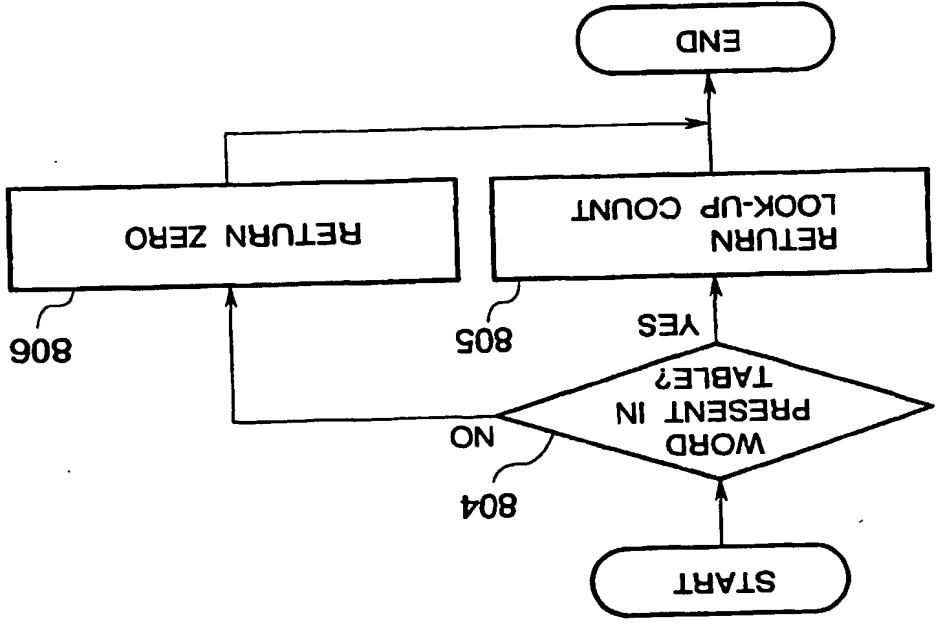 START
804
WORD
PRESENT IN
TABLE?
NO
YES
805
RETURN
LOOK-UP COUNT
806
RETURN ZERO
END